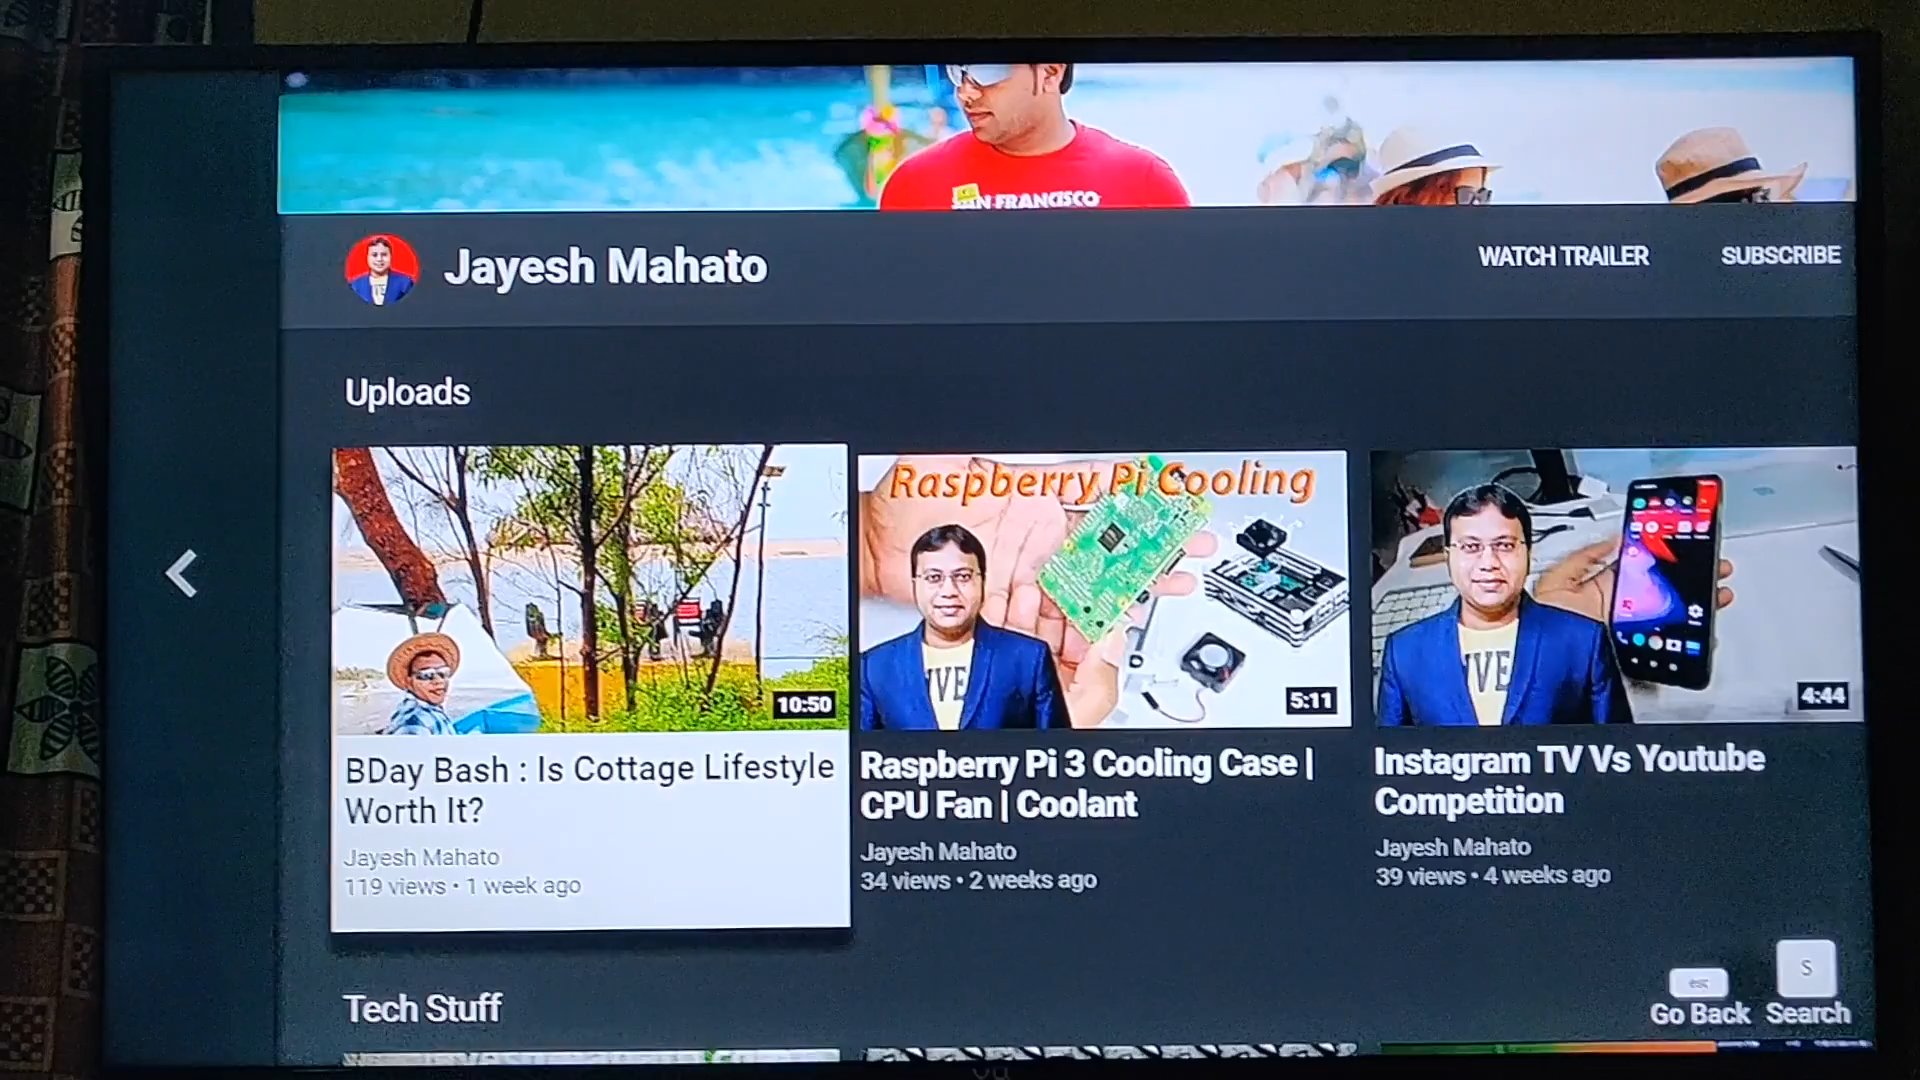 SAN FRANCISCO
Jayesh Mahato
WATCH TRAILER
SUBSCRIBE
Uploads
10:50
Raspberry Pi Cooling
5:11
4:44
BDay Bash : Is Cottage Lifestyle
Worth It?
Jayesh Mahato
119 views • 1 week ago
Raspberry Pi 3 Cooling Case |
CPU Fan | Coolant
Jayesh Mahato
34 views • 2 weeks ago
Instagram TV Vs Youtube
Competition
Jayesh Mahato
39 views • 4 weeks ago
Tech Stuff
esc
Go Back
S
Search